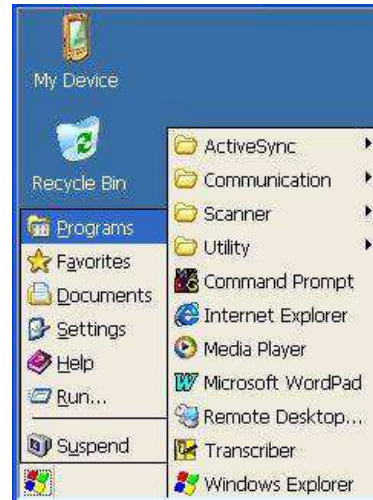 My Device
Recycle Bin
Programs
Favorites
Documents
Settings
Help
Run...
Suspend
ActiveSync
Communication
Scanner
Utility
Command Prompt
Internet Explorer
Media Player
Microsoft WordPad
Remote Desktop...
Transcriber
Windows Explorer